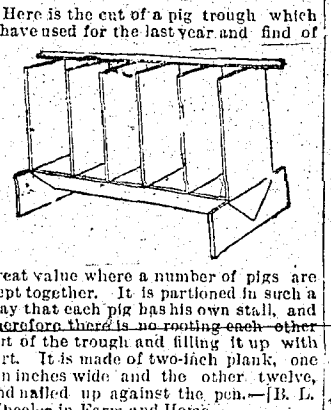 Here is the cut of a pig trough which
have used for the last year and find of
reat value where a number of pigs are
ept together. It is partioned in such a
ay that each pig has his own stall, and
herefore there is no rooting each other
rt of the trough and filling it up with
rt. It is made of two-inch plank, one
n inches wide and the other twelve,
nd nailed up against the pen.—[B. L.
in Farm and Home.